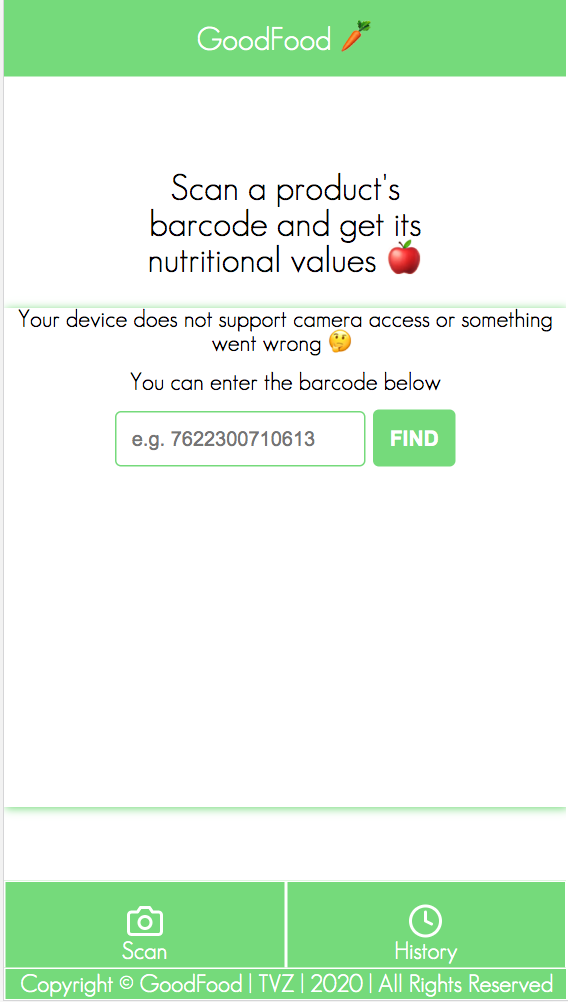 GoodFood 🥕
Scan a product's
barcode and get its
nutritional values 🍎
Your device does not support camera access or something
went wrong 🤔
You can enter the barcode below
e.g. 7622300710613 FIND
Scan History
Copyright © GoodFood | TVZ | 2020 | All Rights Reserved